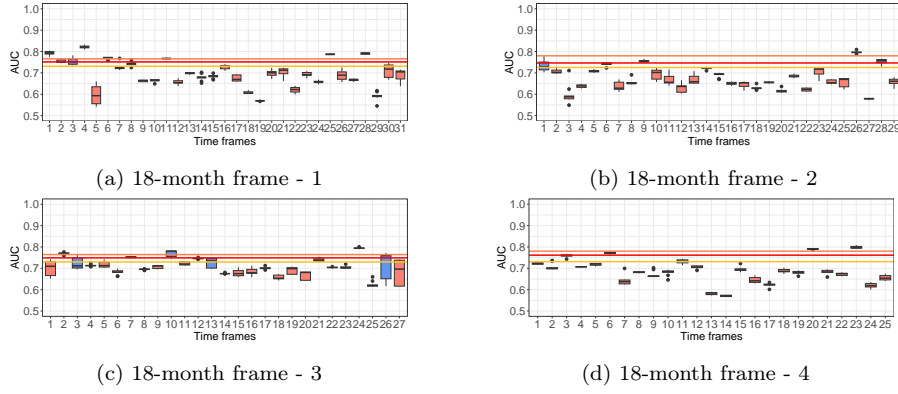 1.0
0.9
0.8
0.7
0.6
0.5
AUC
1 2 3 4 5 6 7 8 9 10 11 12 13 14 15 16 17 18 19 20 21 22 23 24 25 26 27 28 29 30 31
Time frames
(a) 18-month frame - 1
1.0
0.9
0.8
0.7
0.6
0.5
AUC
1 2 3 4 5 6 7 8 9 10 11 12 13 14 15 16 17 18 19 20 21 22 23 24 25 26 27 28 29
Time frames
(b) 18-month frame - 2
1.0
0.9
0.8
0.7
0.6
0.5
AUC
1 2 3 4 5 6 7 8 9 10 11 12 13 14 15 16 17 18 19 20 21 22 23 24 25 26 27
Time frames
(c) 18-month frame - 3
1.0
0.9
0.8
0.7
0.6
0.5
AUC
1 2 3 4 5 6 7 8 9 10 11 12 13 14 15 16 17 18 19 20 21 22 23 24 25
Time frames
(d) 18-month frame - 4